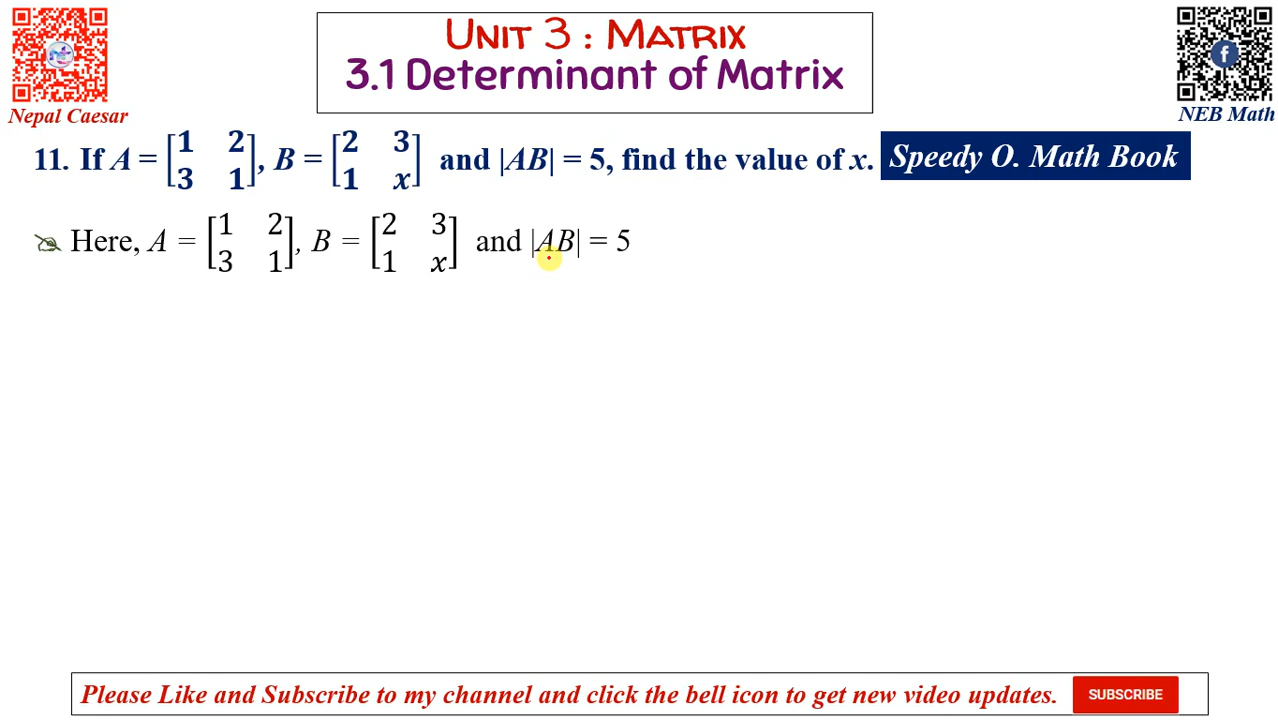 UNIT 3 : MATRIX
3.1 Determinant of Matrix
Nepal Caesar
NEB Math
11. If A = [1 2 3 1], B = [2 3 1 x] and |AB| = 5, find the value of x. Speedy O. Math Book
Here, A = [1 2 3 1], B = [2 3 1 x] and |AB| = 5
Please Like and Subscribe to my channel and click the bell icon to get new video updates. SUBSCRIBE